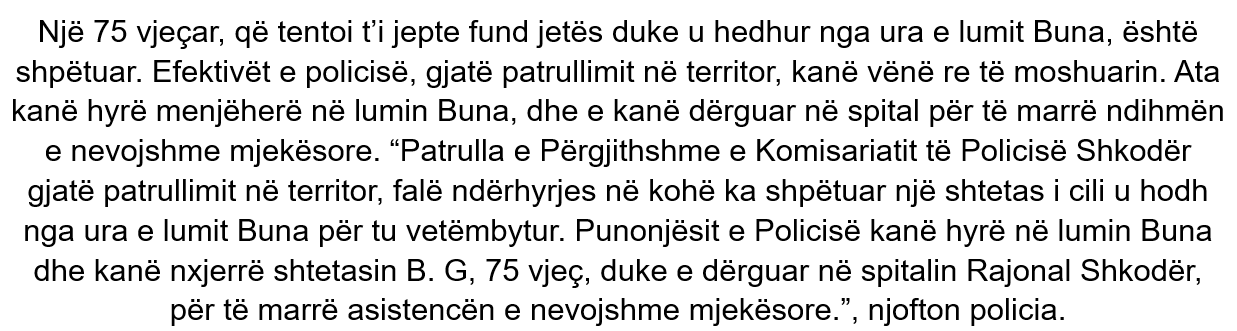 Një 75 vjeçar, që tentoi t’i jepte fund jetës duke u hedhur nga ura e lumit Buna, është
shpëtuar. Efektivët e policisë, gjatë patrullimit në territor, kanë vënë re të moshuarin. Ata
kanë hyrë menjëherë në lumin Buna, dhe e kanë dërguar në spital për të marrë ndihmën
e nevojshme mjekësore. “Patrulla e Përgjithshme e Komisariatit të Policisë Shkodër
gjatë patrullimit në territor, falë ndërhyrjes në kohë ka shpëtuar një shtetas i cili u hodh
nga ura e lumit Buna për tu vetëmbytur. Punonjësit e Policisë kanë hyrë në lumin Buna
dhe kanë nxjerrë shtetasin B. G, 75 vjeç, duke e dërguar në spitalin Rajonal Shkodër,
për të marrë asistencën e nevojshme mjekësore.”, njofton policia.